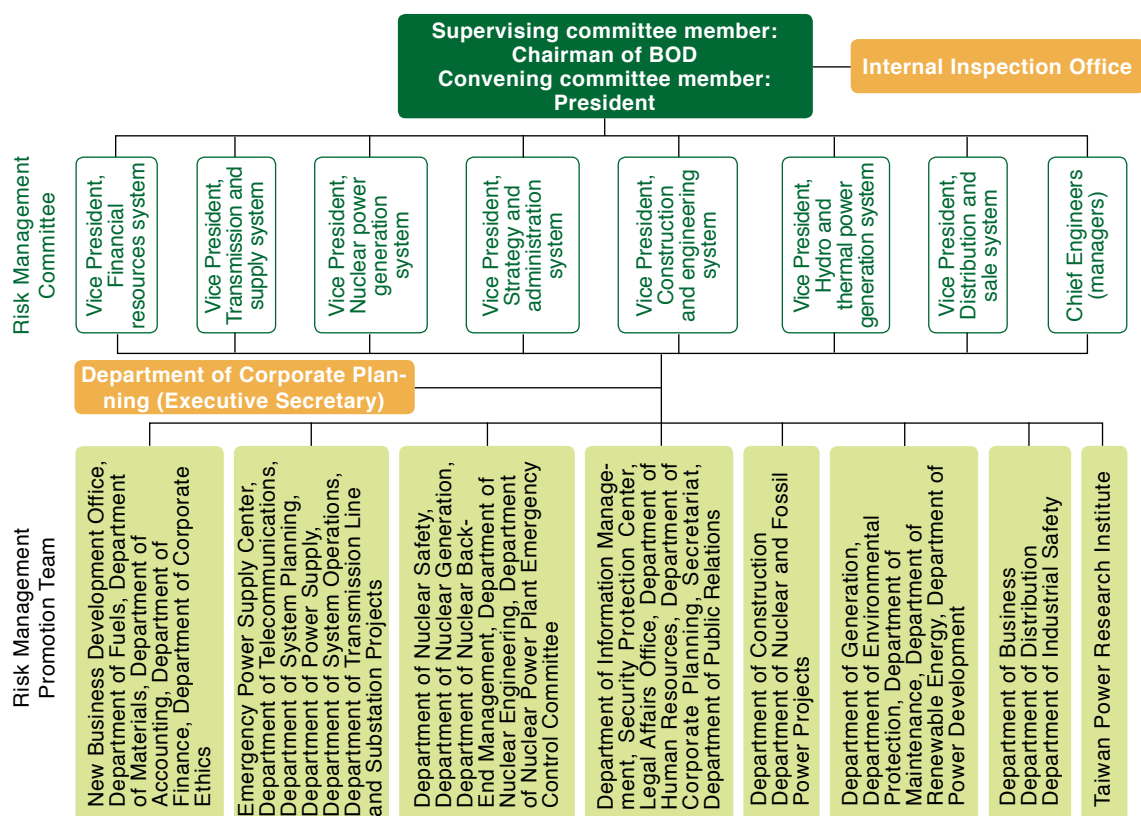 Supervising committee member:
Chairman of BOD
Convening committee member:
President
Internal Inspection Office
Risk Management
Committee
Vice President,
Financial
resources system
Vice President,
Transmission and
supply system
Vice President,
Nuclear power
generation
system
Vice President,
Strategy and
administration
system
Vice President,
Construction
and engineering
system
Vice President,
Hydro and
thermal power
generation system
Vice President,
Distribution and
sale system
Chief Engineers
(managers)
Department of Corporate Plan-
ning (Executive Secretary)
Risk Management
Promotion Team
New Business Development Office,
Department of Fuels, Department
of Materials, Department of
Accounting, Department of
Finance, Department of Corporate
Ethics
Emergency Power Supply Center,
Department of Telecommunications,
Department of System Planning,
Department of Power Supply,
Department of System Operations,
Department of Transmission Line
and Substation Projects
Department of Nuclear Safety,
Department of Nuclear Generation,
Department of Nuclear Back-
End Management, Department of
Nuclear Engineering, Department
of Nuclear Power Plant Emergency
Control Committee
Department of Information Manage-
ment, Security Protection Center,
Legal Affairs Office, Department of
Human Resources, Department of
Corporate Planning, Secretariat,
Department of Public Relations
Department of Construction
Department of Nuclear and Fossil
Power Projects
Department of Generation,
Department of Environmental
Protection, Department of
Maintenance, Department of
Renewable Energy, Department of
Power Development
Department of Business
Department of Distribution
Department of Industrial Safety
Taiwan Power Research Institute